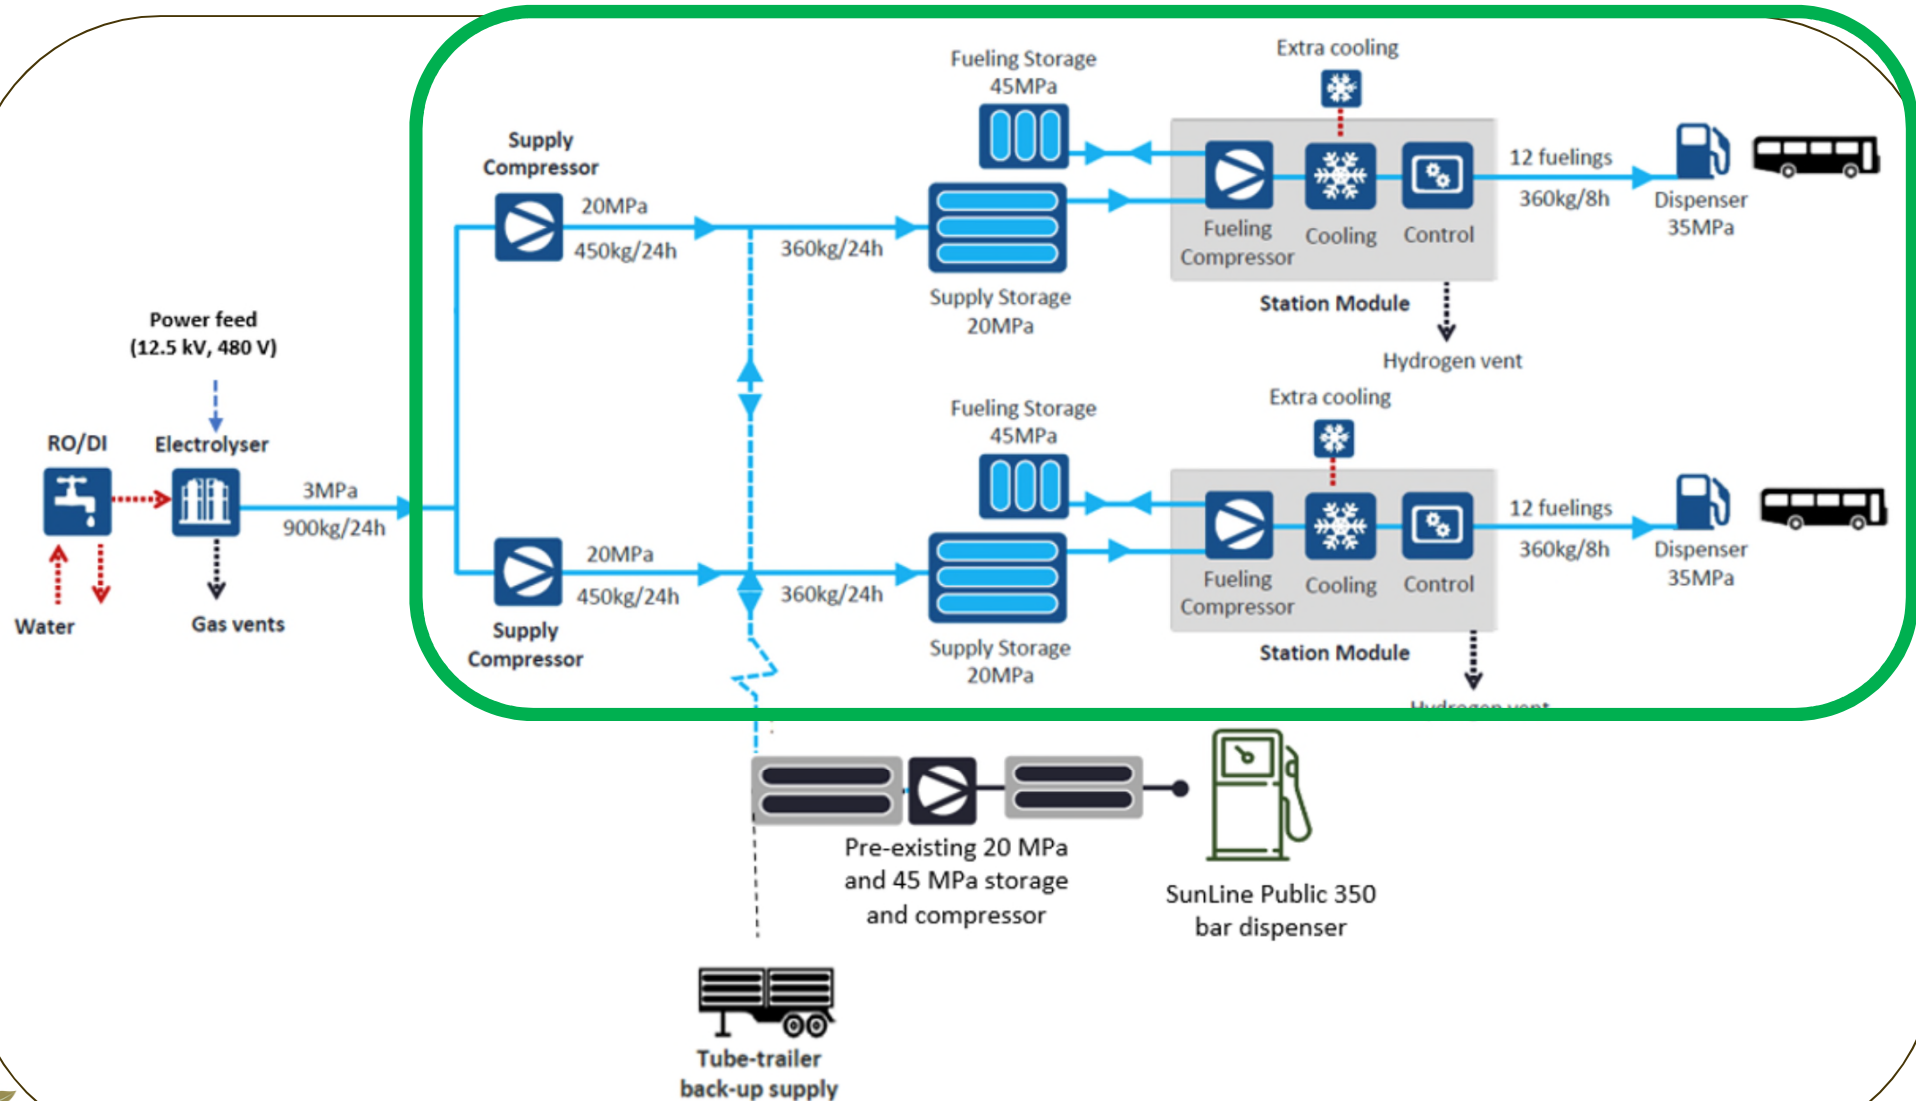 Power feed
(12.5 kV, 480 V)
RO/DI
Electrolyser
Water
Gas vents
3MPa
900kg/24h
Supply
Compressor
20MPa
450kg/24h
360kg/24h
Fueling Storage
45MPa
Supply Storage
20MPa
Extra cooling
Fueling
Compressor
Cooling
Control
Station Module
Hydrogen vent
12 fuelings
360kg/8h
Dispenser
35MPa
20MPa
450kg/24h
Supply
Compressor
360kg/24h
Fueling Storage
45MPa
Supply Storage
20MPa
Extra cooling
Fueling
Compressor
Cooling
Control
Station Module
Hydrogen vent
12 fuelings
360kg/8h
Dispenser
35MPa
Pre-existing 20 MPa
and 45 MPa storage
and compressor
SunLine Public 350
bar dispenser
Tube-trailer
back-up supply